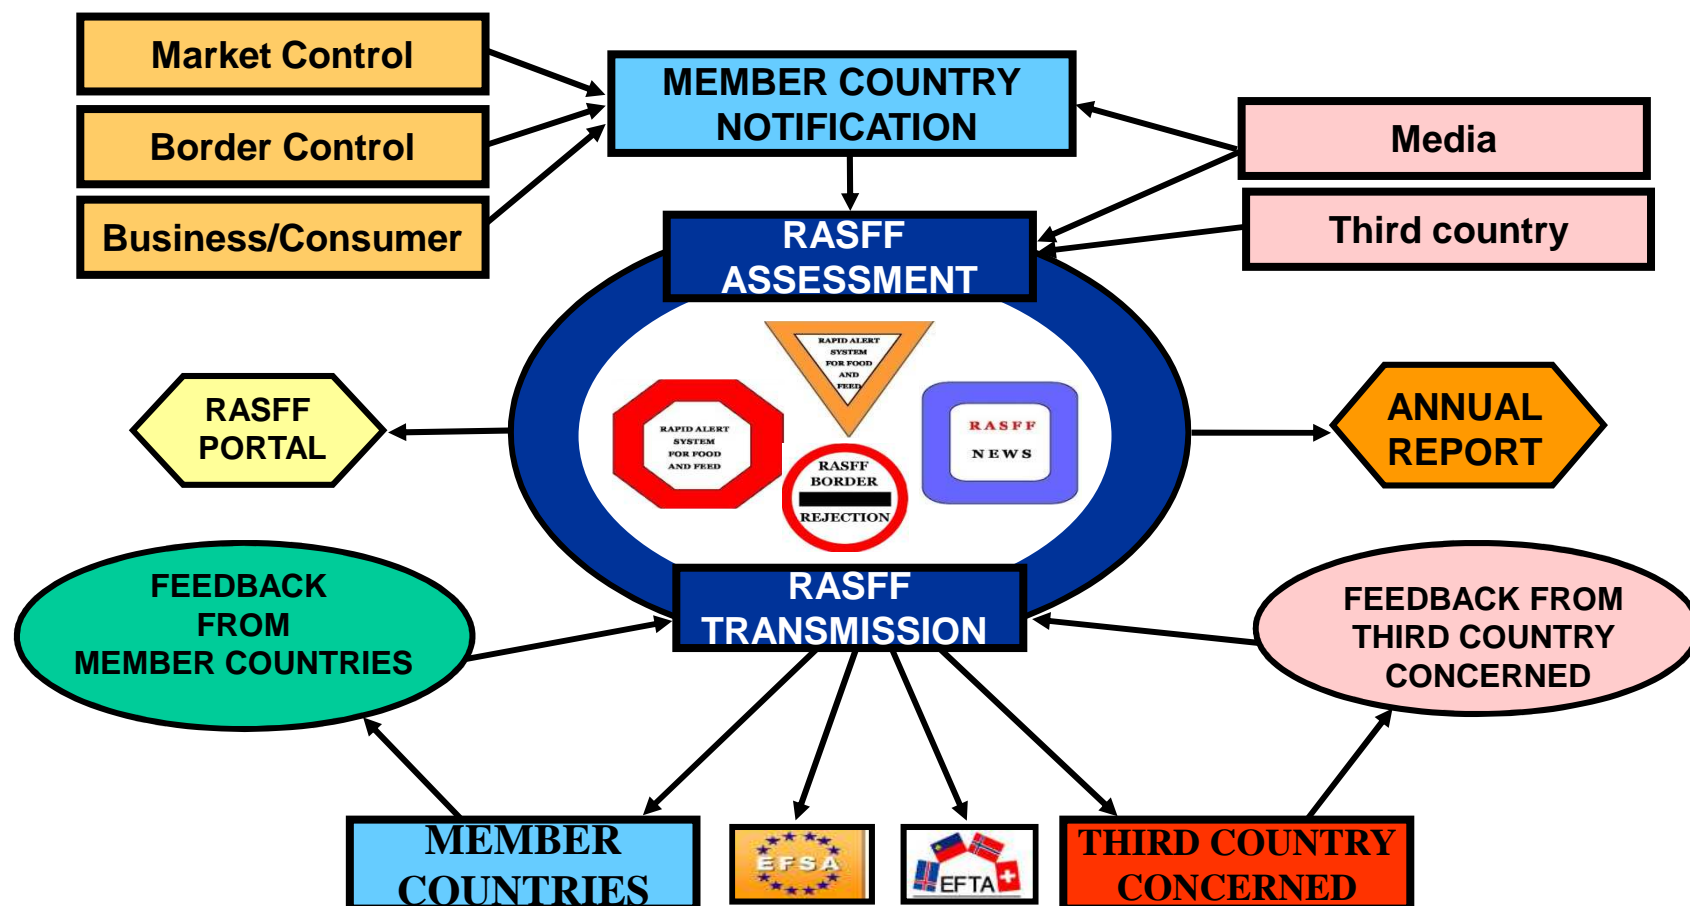 Market Control
Border Control
Business/Consumer
MEMBER COUNTRY
NOTIFICATION
Media
Third country
RASFF
ASSESSMENT
RAPID ALERT
SYSTEM
FOR FOOD
AND
FEED
RAPID ALERT
SYSTEM
FOR FOOD
AND FEED
RASFF
BORDER
REJECTION
RASFF
NEWS
RASFF
PORTAL
ANNUAL
REPORT
FEEDBACK
FROM
MEMBER COUNTRIES
RASFF
TRANSMISSION
FEEDBACK FROM
THIRD COUNTRY
CONCERNED
MEMBER
COUNTRIES
EFSA
EFTA
THIRD COUNTRY
CONCERNED